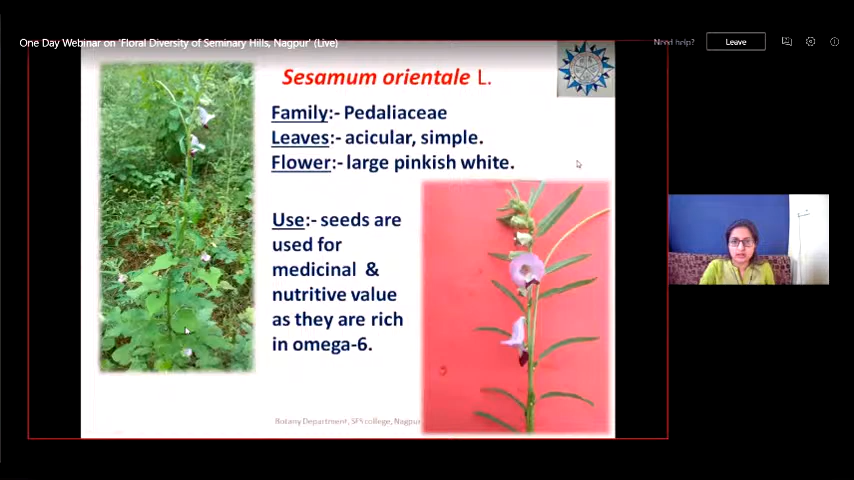 One Day Webinar on 'Floral Diversity of Seminary Hills, Nagpur' (Live)
Need help?
Leave
Sesamum orientale L.
Family:- Pedaliaceae
Leaves:- acicular, simple.
Flower:- large pinkish white.
Use:- seeds are
used for
medicinal &
nutritive value
as they are rich
in omega-6.
Botany Department, SFS college, Nagpur